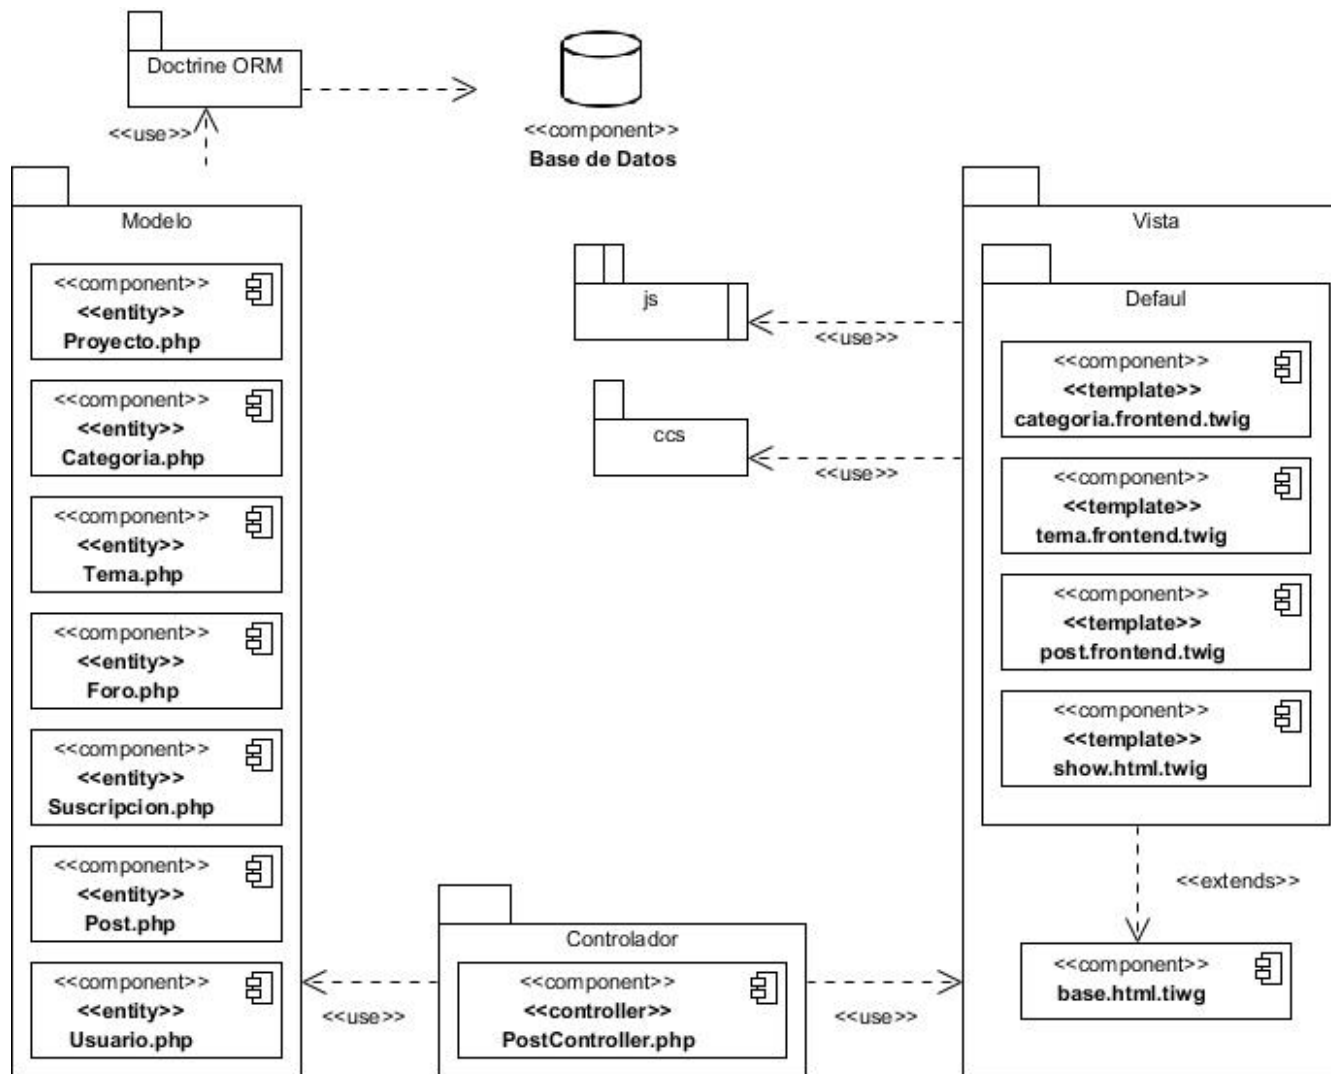 Doctrine ORM
<<use>>
<<component>>
Base de Datos
Modelo
<<component>>
<<entity>>
Proyecto.php
<<component>>
<<entity>>
Categoria.php
<<component>>
<<entity>>
Tema.php
<<component>>
<<entity>>
Foro.php
<<component>>
<<entity>>
Suscripcion.php
<<component>>
<<entity>>
Post.php
<<component>>
<<entity>>
Usuario.php
js
<<use>>
ccs
<<use>>
Vista
Defaul
<<component>>
<<template>>
categoria.frontend.twig
<<component>>
<<template>>
tema.frontend.twig
<<component>>
<<template>>
post.frontend.twig
<<component>>
<<template>>
show.html.twig
<<extends>>
<<component>>
base.html.tiwg
Controlador
<<component>>
<<controller>>
PostController.php
<<use>>
<<use>>